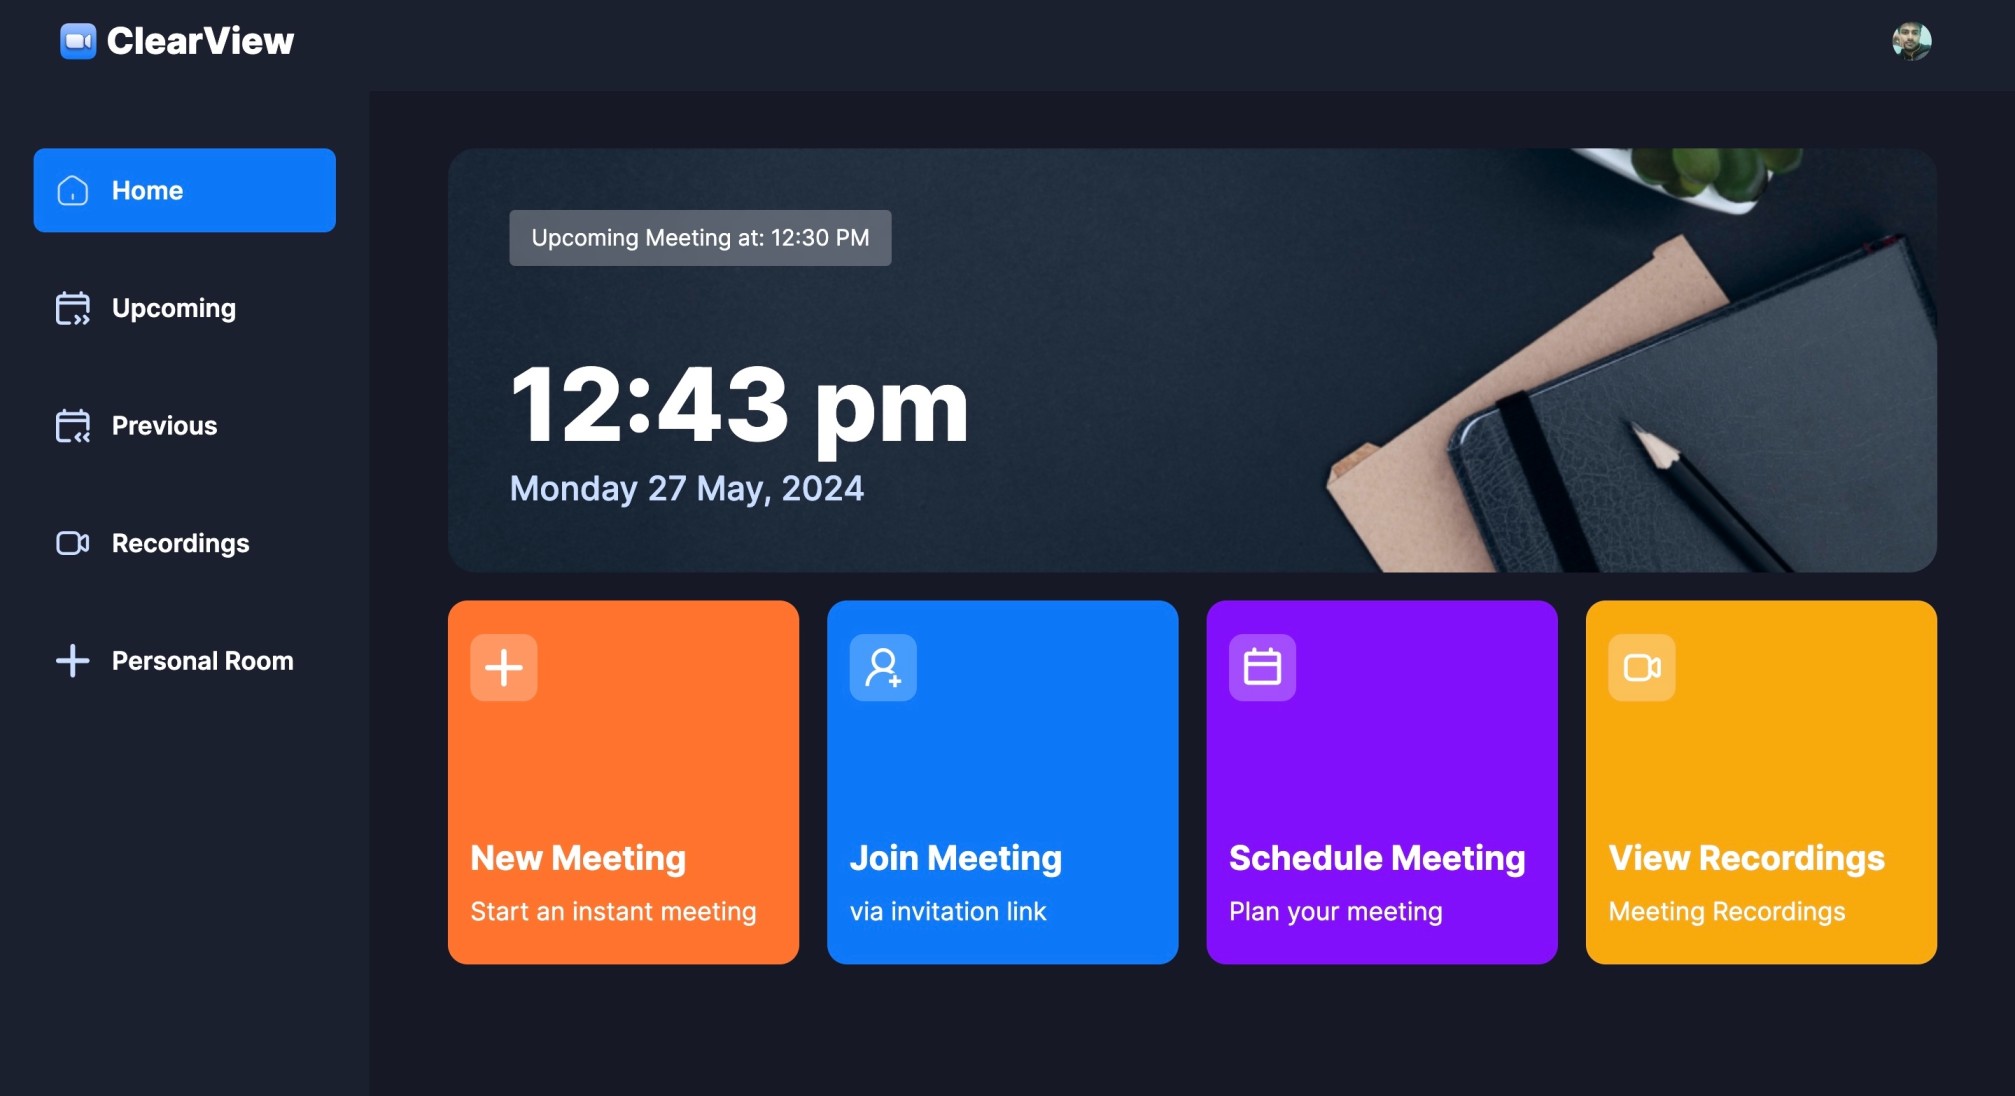 ClearView
Home
Upcoming
Previous
Recordings
Personal Room
Upcoming Meeting at: 12:30 PM
12:43 pm
Monday 27 May, 2024
New Meeting
Start an instant meeting
Join Meeting
via invitation link
Schedule Meeting
Plan your meeting
View Recordings
Meeting Recordings